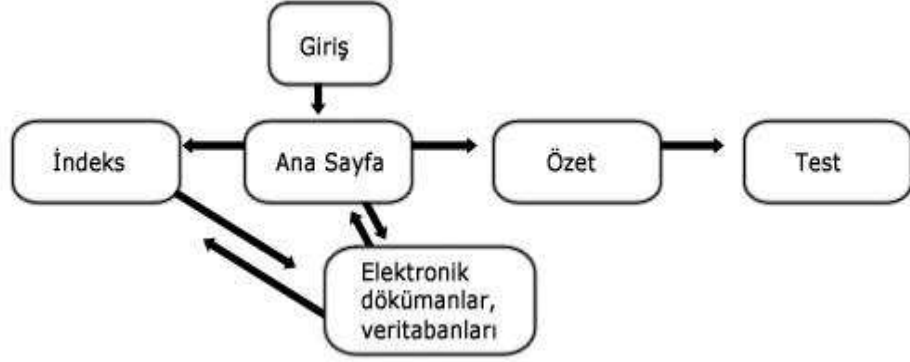 Giriş
İndeks
Ana Sayfa
Özet
Test
Elektronik
dökümanlar,
veritabanları